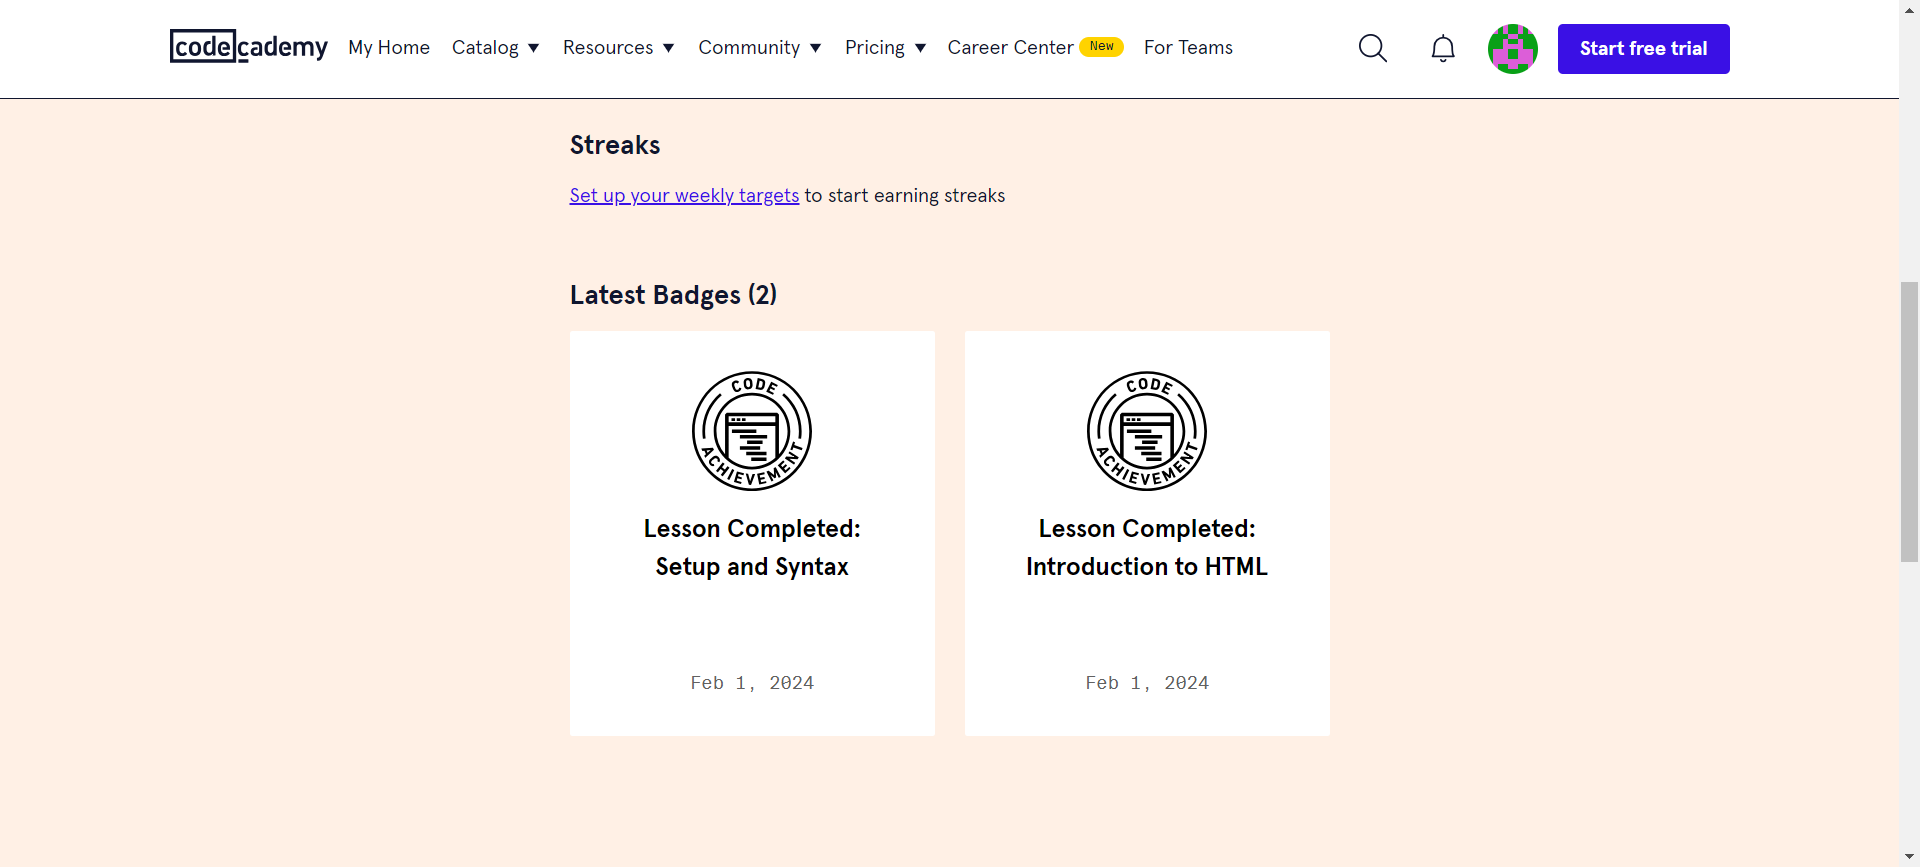 codecademy My Home Catalog Resources Community Pricing Career Center New For Teams Start free trial
Streaks
Set up your weekly targets to start earning streaks
Latest Badges (2)
CODE ACHIEVEMENT
Lesson Completed:
Setup and Syntax
Feb 1, 2024
CODE ACHIEVEMENT
Lesson Completed:
Introduction to HTML
Feb 1, 2024